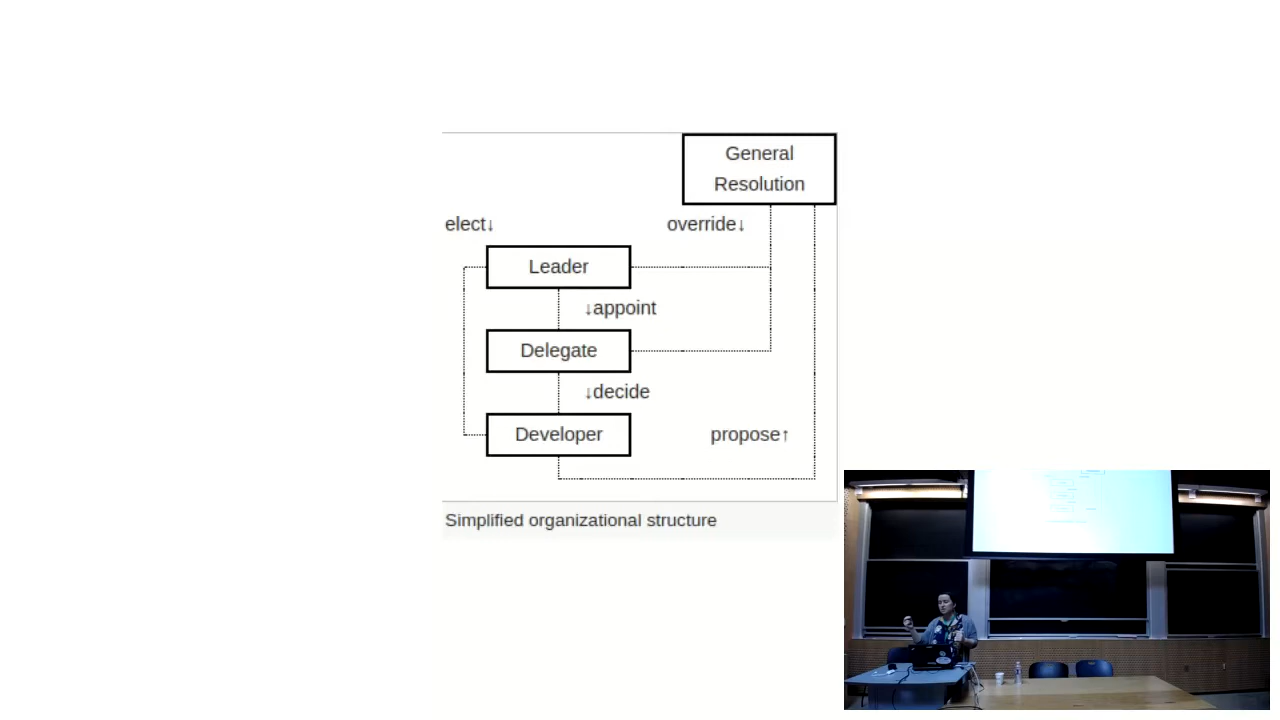 General
Resolution
elect↓
override↓
Leader
↓appoint
Delegate
↓decide
Developer
propose↑
Simplified organizational structure